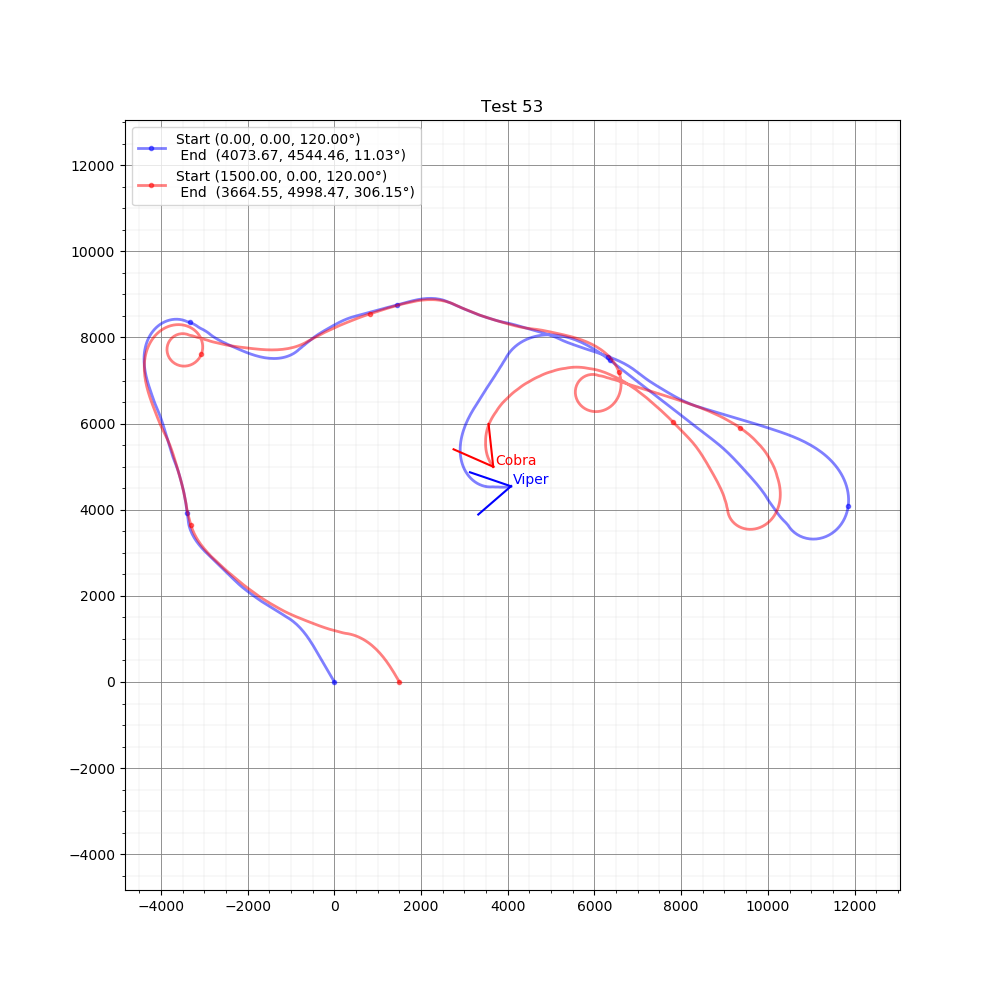 Test 53
Start (0.00, 0.00, 120.00°)
End  (4073.67, 4544.46, 11.03°)
Start (1500.00, 0.00, 120.00°)
End  (3664.55, 4998.47, 306.15°)
12000
10000
8000
6000
4000
2000
0
−2000
−4000
Cobra
Viper
−4000 −2000 0 2000 4000 6000 8000 10000 12000